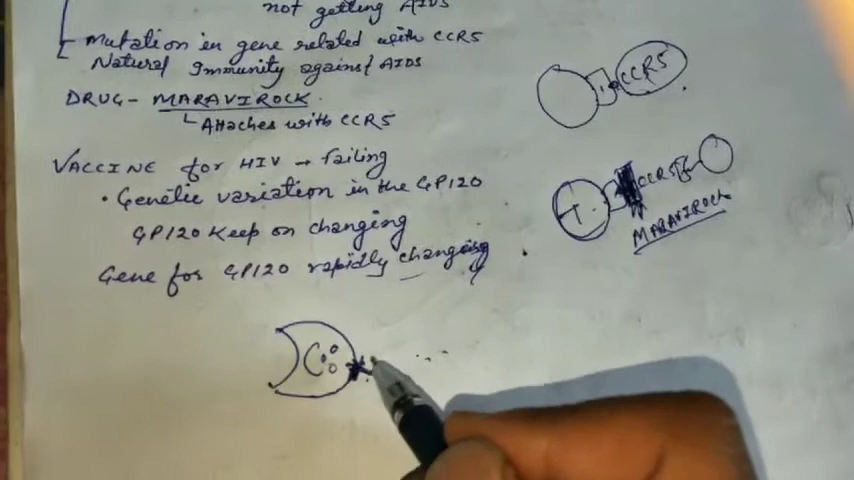 not getting AIDS
Mutation in gene related with CCR5
Natural Immunity against AIDS
DRUG - MARAVIROCK
Attaches with CCR5
VACCINE for HIV → failing
• Genetic variation in the GP120
GP120 Keep on changing
Gene for GP120 rapidly changing
CCR5
T
CCR5
MARAVIROCK